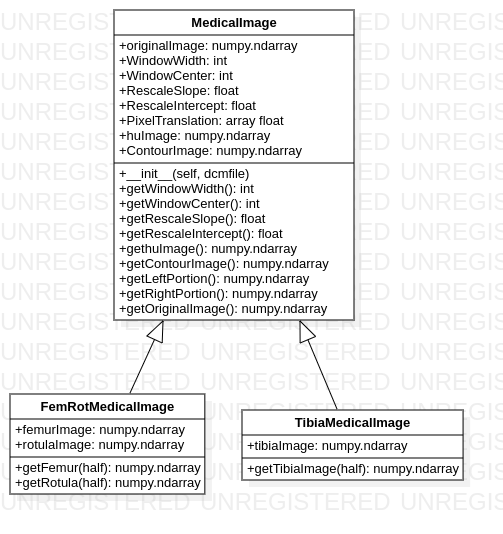 MedicalImage
+originalImage: numpy.ndarray
+WindowWidth: int
+WindowCenter: int
+RescaleSlope: float
+RescaleIntercept: float
+PixelTranslation: array float
+huImage: numpy.ndarray
+ContourImage: numpy.ndarray
+__init__(self, dcmfile)
+getWindowWidth(): int
+getWindowCenter(): int
+getRescaleSlope(): float
+getRescaleIntercept(): float
+gethuImage(): numpy.ndarray
+getContourImage(): numpy.ndarray
+getLeftPortion(): numpy.ndarray
+getRightPortion(): numpy.ndarray
+getOriginalImage(): numpy.ndarray
FemRotMedicalImage
+femurImage: numpy.ndarray
+rotulaImage: numpy.ndarray
+getFemur(half): numpy.ndarray
+getRotula(half): numpy.ndarray
TibiaMedicalImage
+tibiaImage: numpy.ndarray
+getTibiaImage(half): numpy.ndarray
UNREGISTERED UNREGISTERED UNREGISTERED